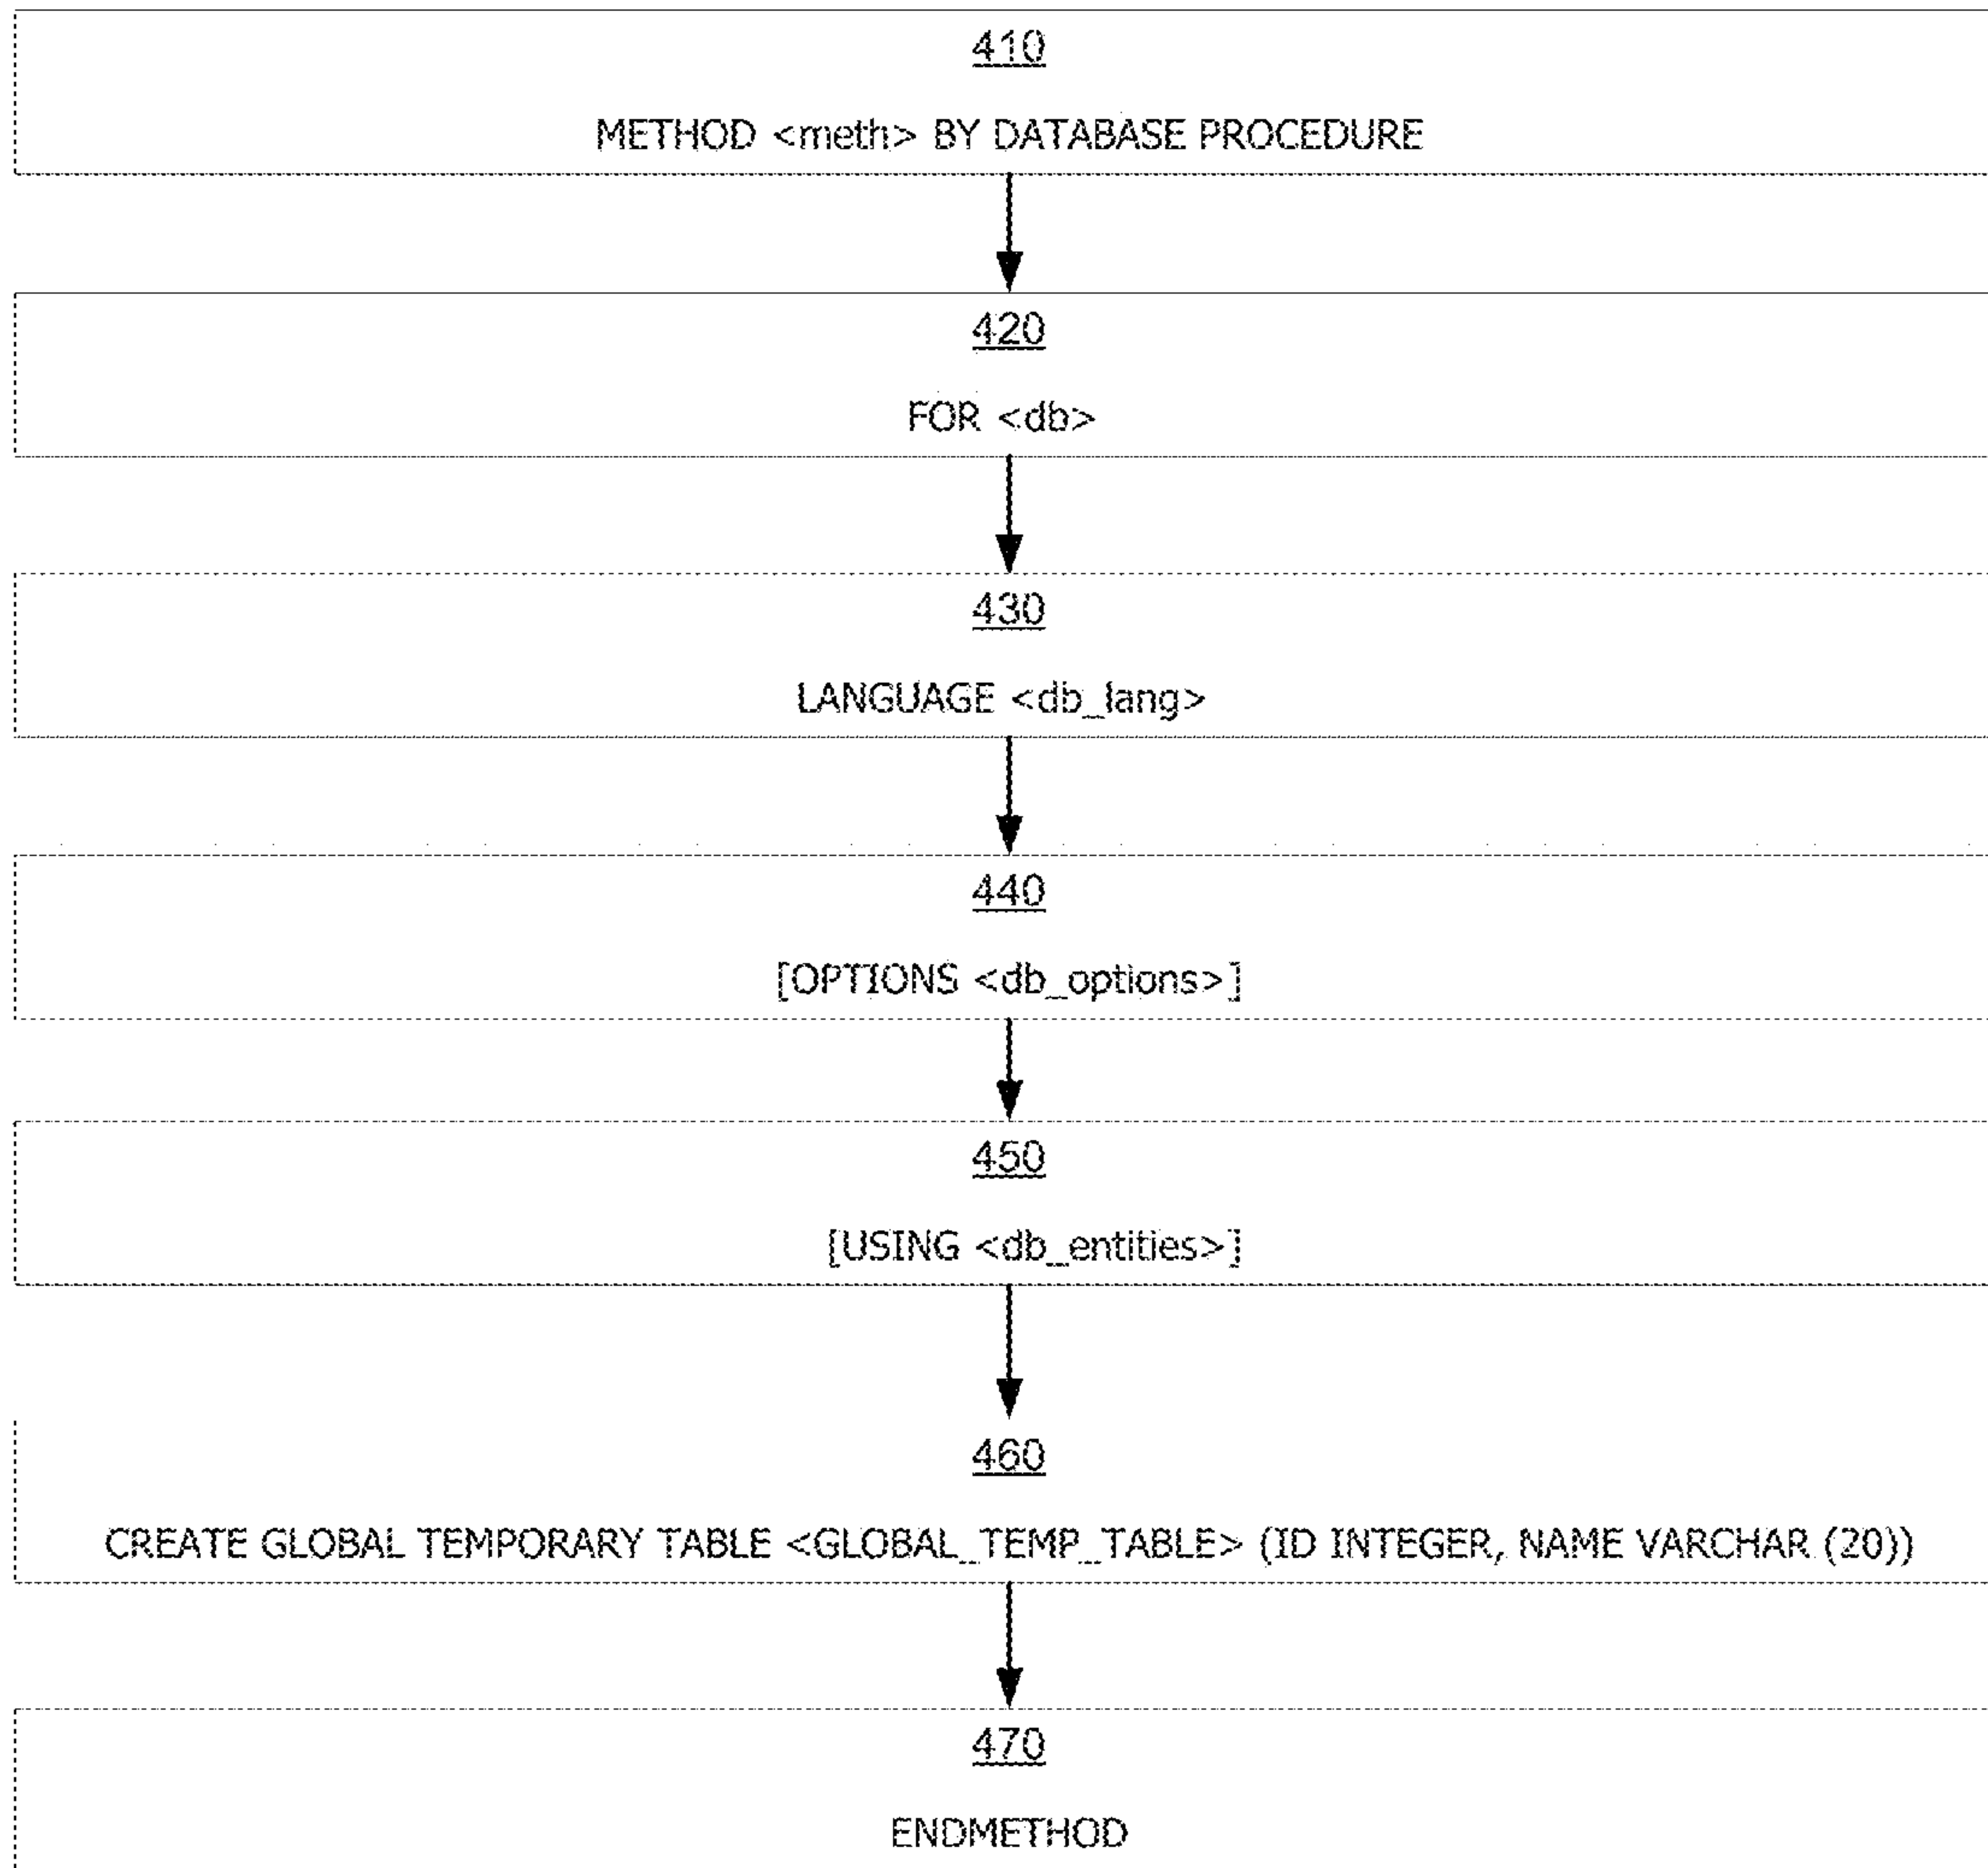 410
METHOD <meth> BY DATABASE PROCEDURE
420
FOR <db>
430
LANGUAGE <db_lang>
440
[OPTIONS <db_options>]
450
[USING <db_entities>]
460
CREATE GLOBAL TEMPORARY TABLE <GLOBAL_TEMP_TABLE> (ID INTEGER, NAME VARCHAR (20))
470
ENDMETHOD